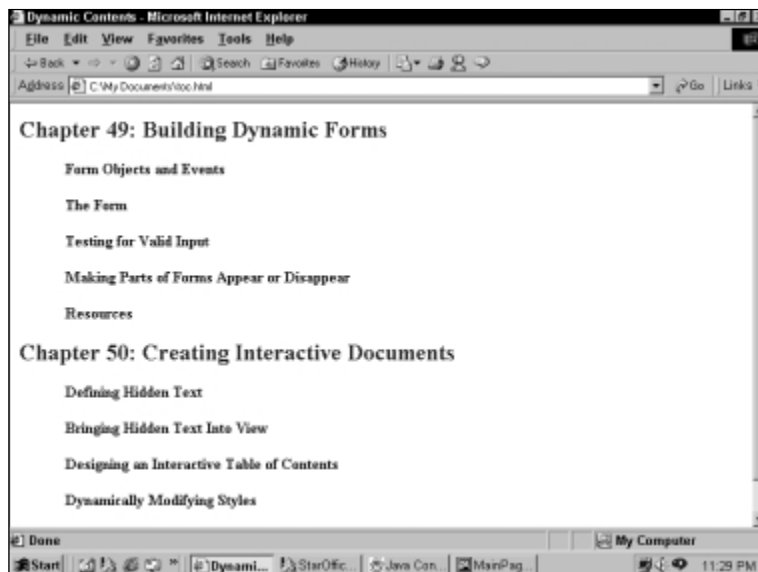 Dynamic Contents - Microsoft Internet Explorer
File Edit View Favorites Tools Help
Back Search Favorites History
Address C:\My Documents\toc.html Go Links
Chapter 49: Building Dynamic Forms
Form Objects and Events
The Form
Testing for Valid Input
Making Parts of Forms Appear or Disappear
Resources
Chapter 50: Creating Interactive Documents
Defining Hidden Text
Bringing Hidden Text Into View
Designing an Interactive Table of Contents
Dynamically Modifying Styles
Done My Computer
Start Dynami... StarOffic... Java Con... MainPag... 11:29 PM